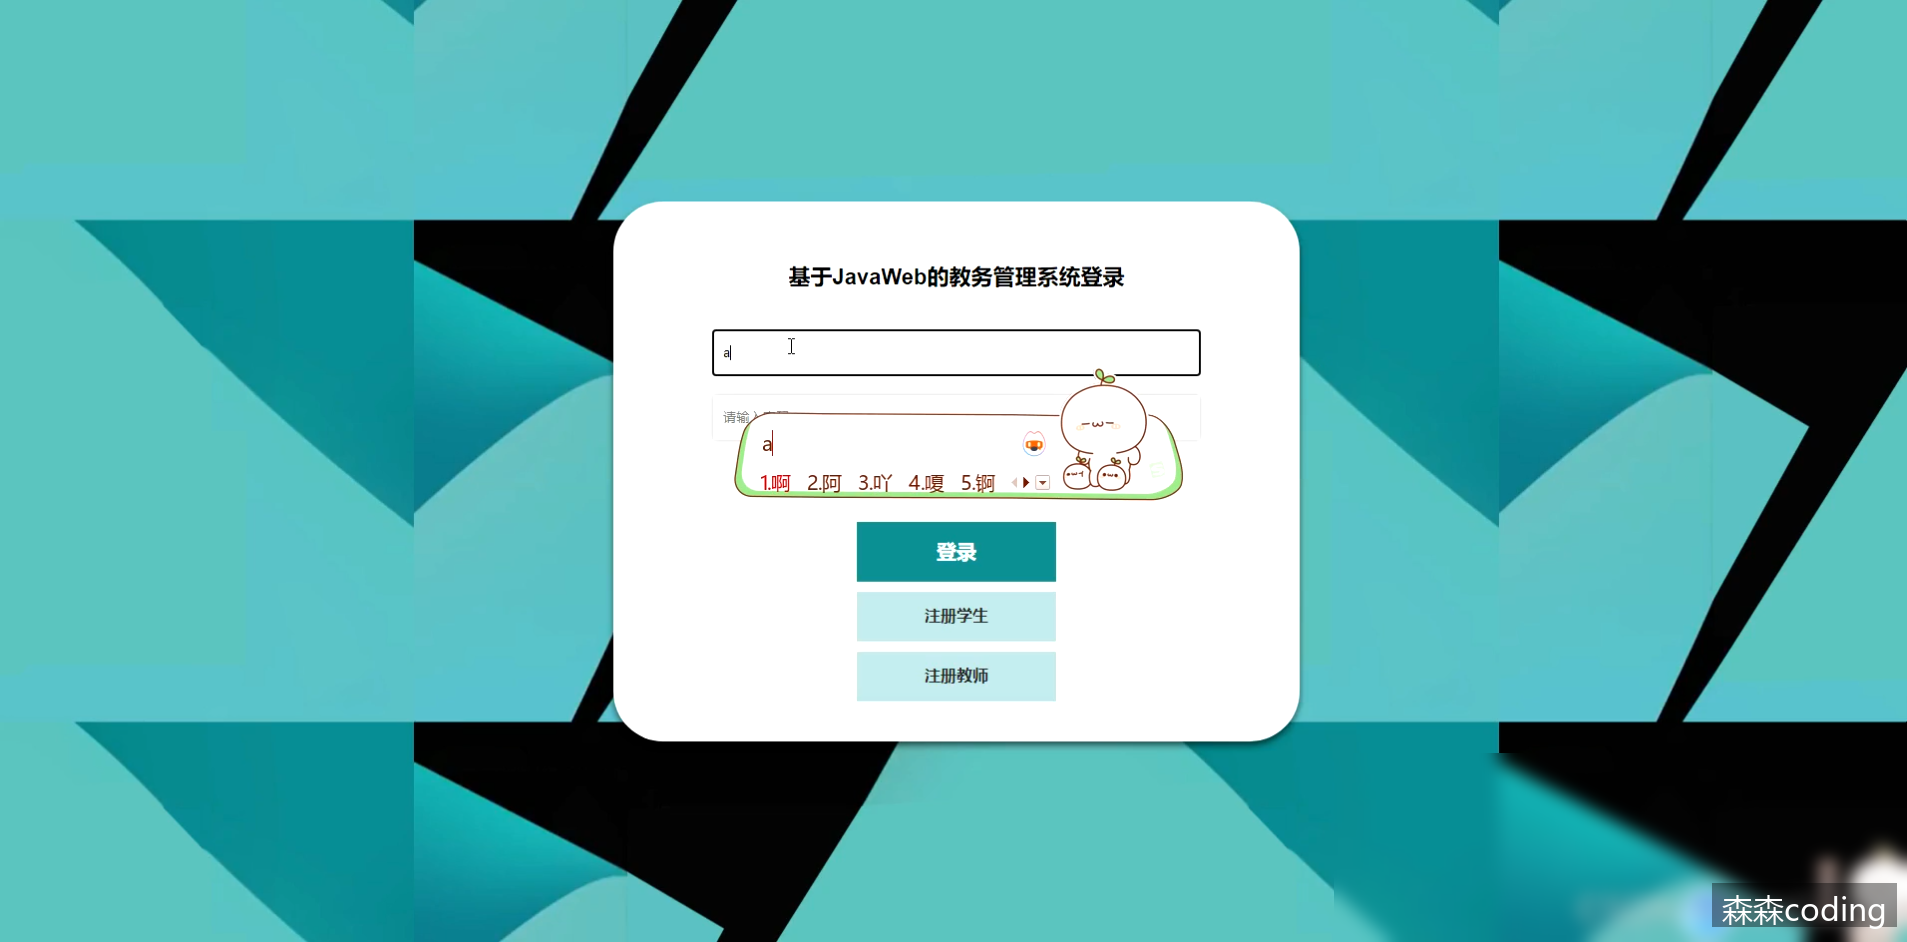 基于JavaWeb的教务管理系统登录
a
请输入
a
1.啊 2.阿 3.吖 4.嗄 5.锕
登录
注册学生
注册教师
森森coding